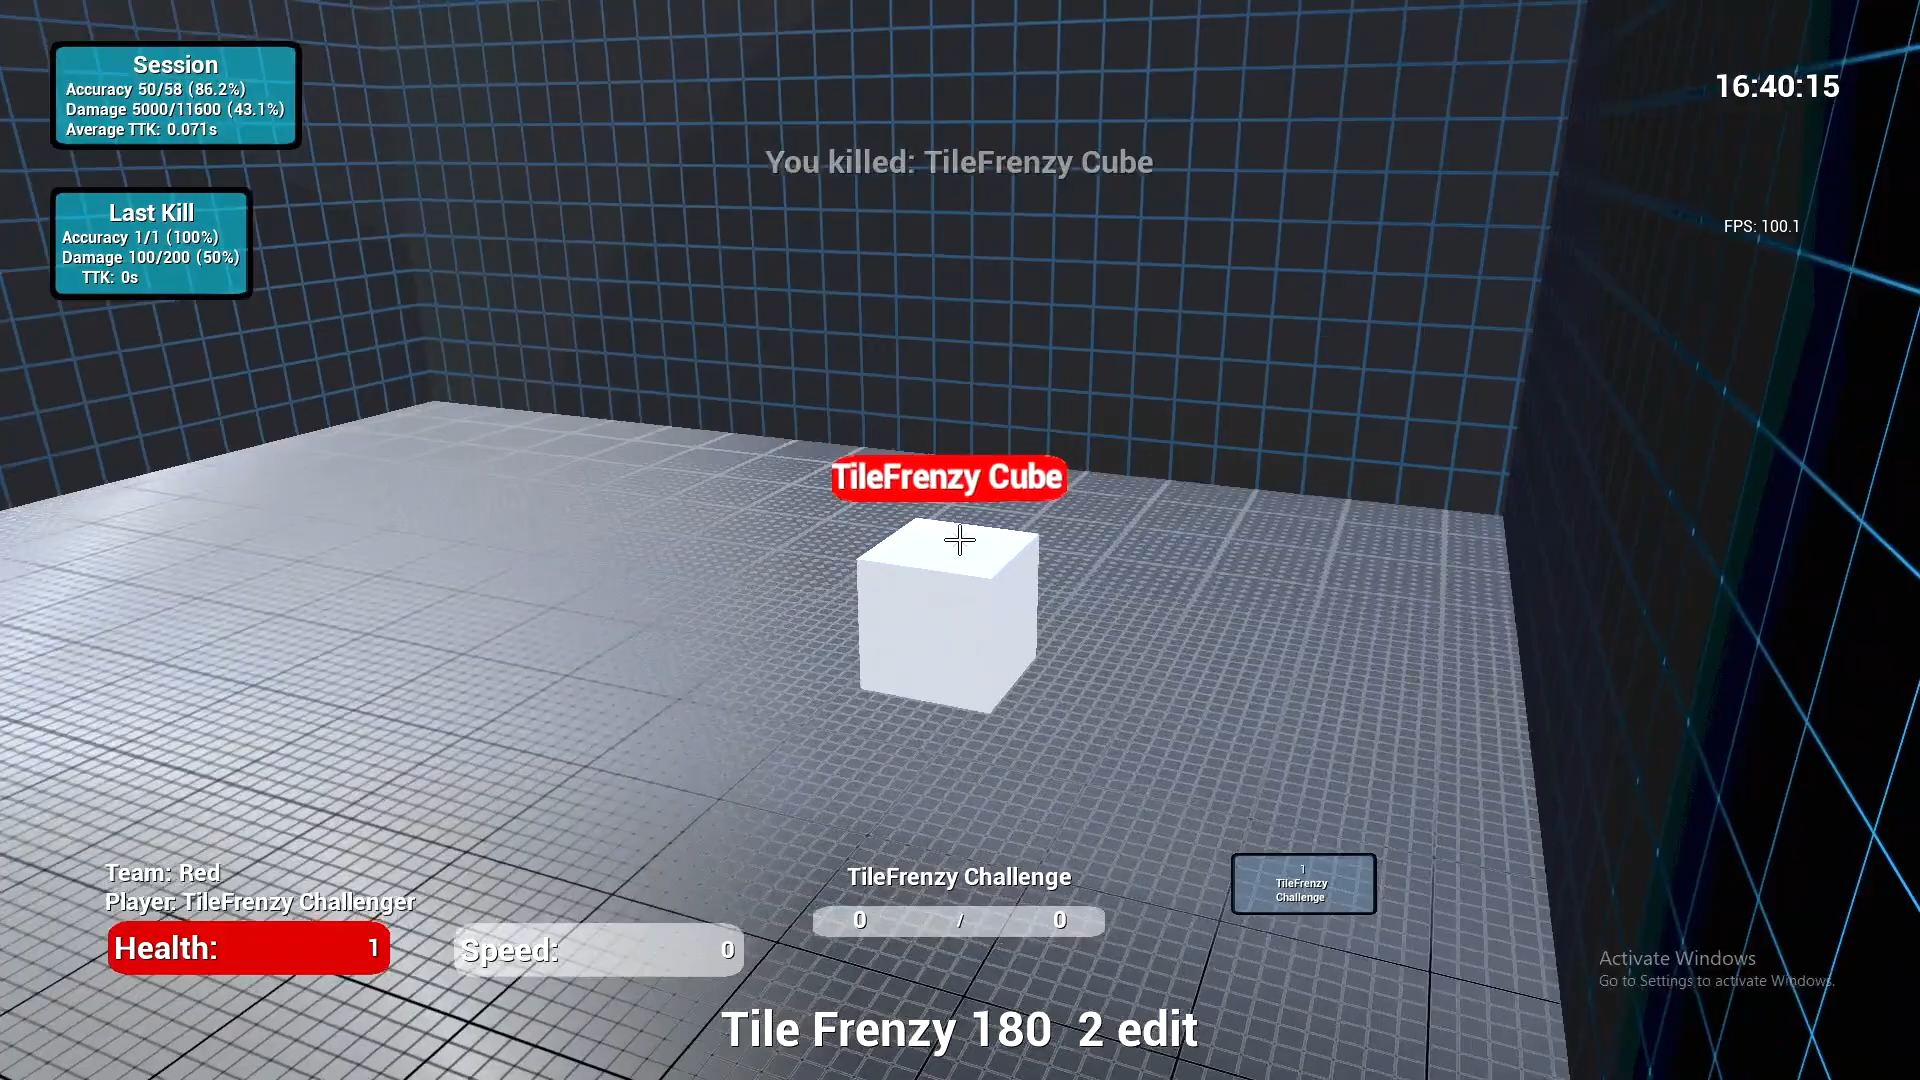 Session
Accuracy 50/58 (86.2%)
Damage 5000/11600 (43.1%)
Average TTK: 0.071s
16:40:15
You killed: TileFrenzy Cube
Last Kill
Accuracy 1/1 (100%)
Damage 100/200 (50%)
TTK: 0s
FPS: 100.1
TileFrenzy Cube
Team: Red
Player: TileFrenzy Challenger
Health: 1
Speed: 0
TileFrenzy Challenge
0 / 0
1
TileFrenzy
Challenge
Activate Windows
Go to Settings to activate Windows.
Tile Frenzy 180 2 edit